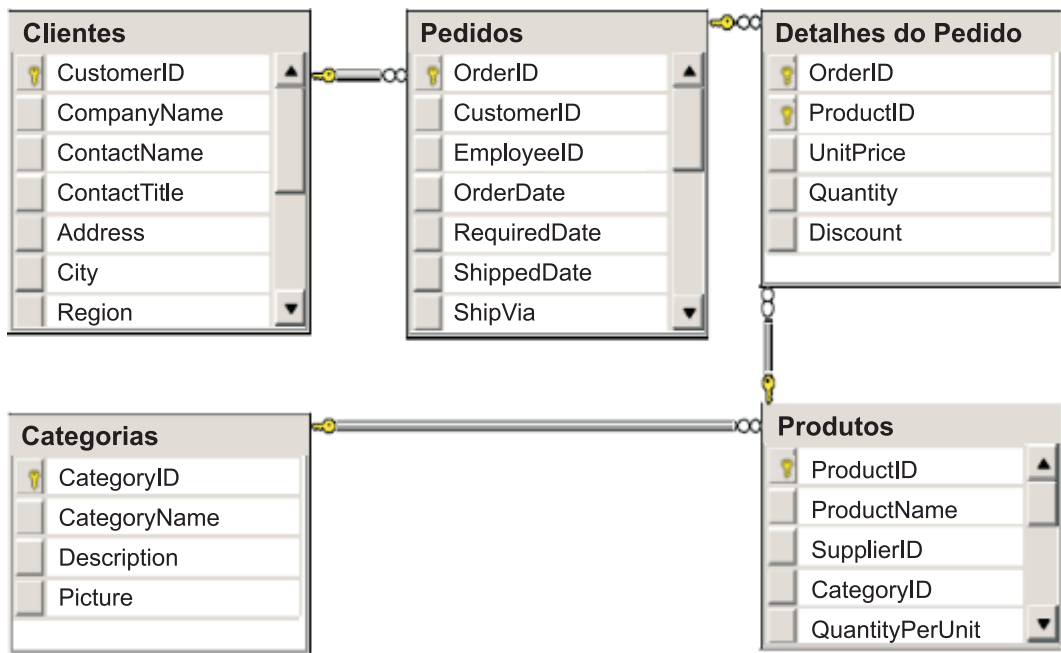 Clientes
CustomerID
CompanyName
ContactName
ContactTitle
Address
City
Region
Pedidos
OrderID
CustomerID
EmployeeID
OrderDate
RequiredDate
ShippedDate
ShipVia
Detalhes do Pedido
OrderID
ProductID
UnitPrice
Quantity
Discount
Categorias
CategoryID
CategoryName
Description
Picture
Produtos
ProductID
ProductName
SupplierID
CategoryID
QuantityPerUnit